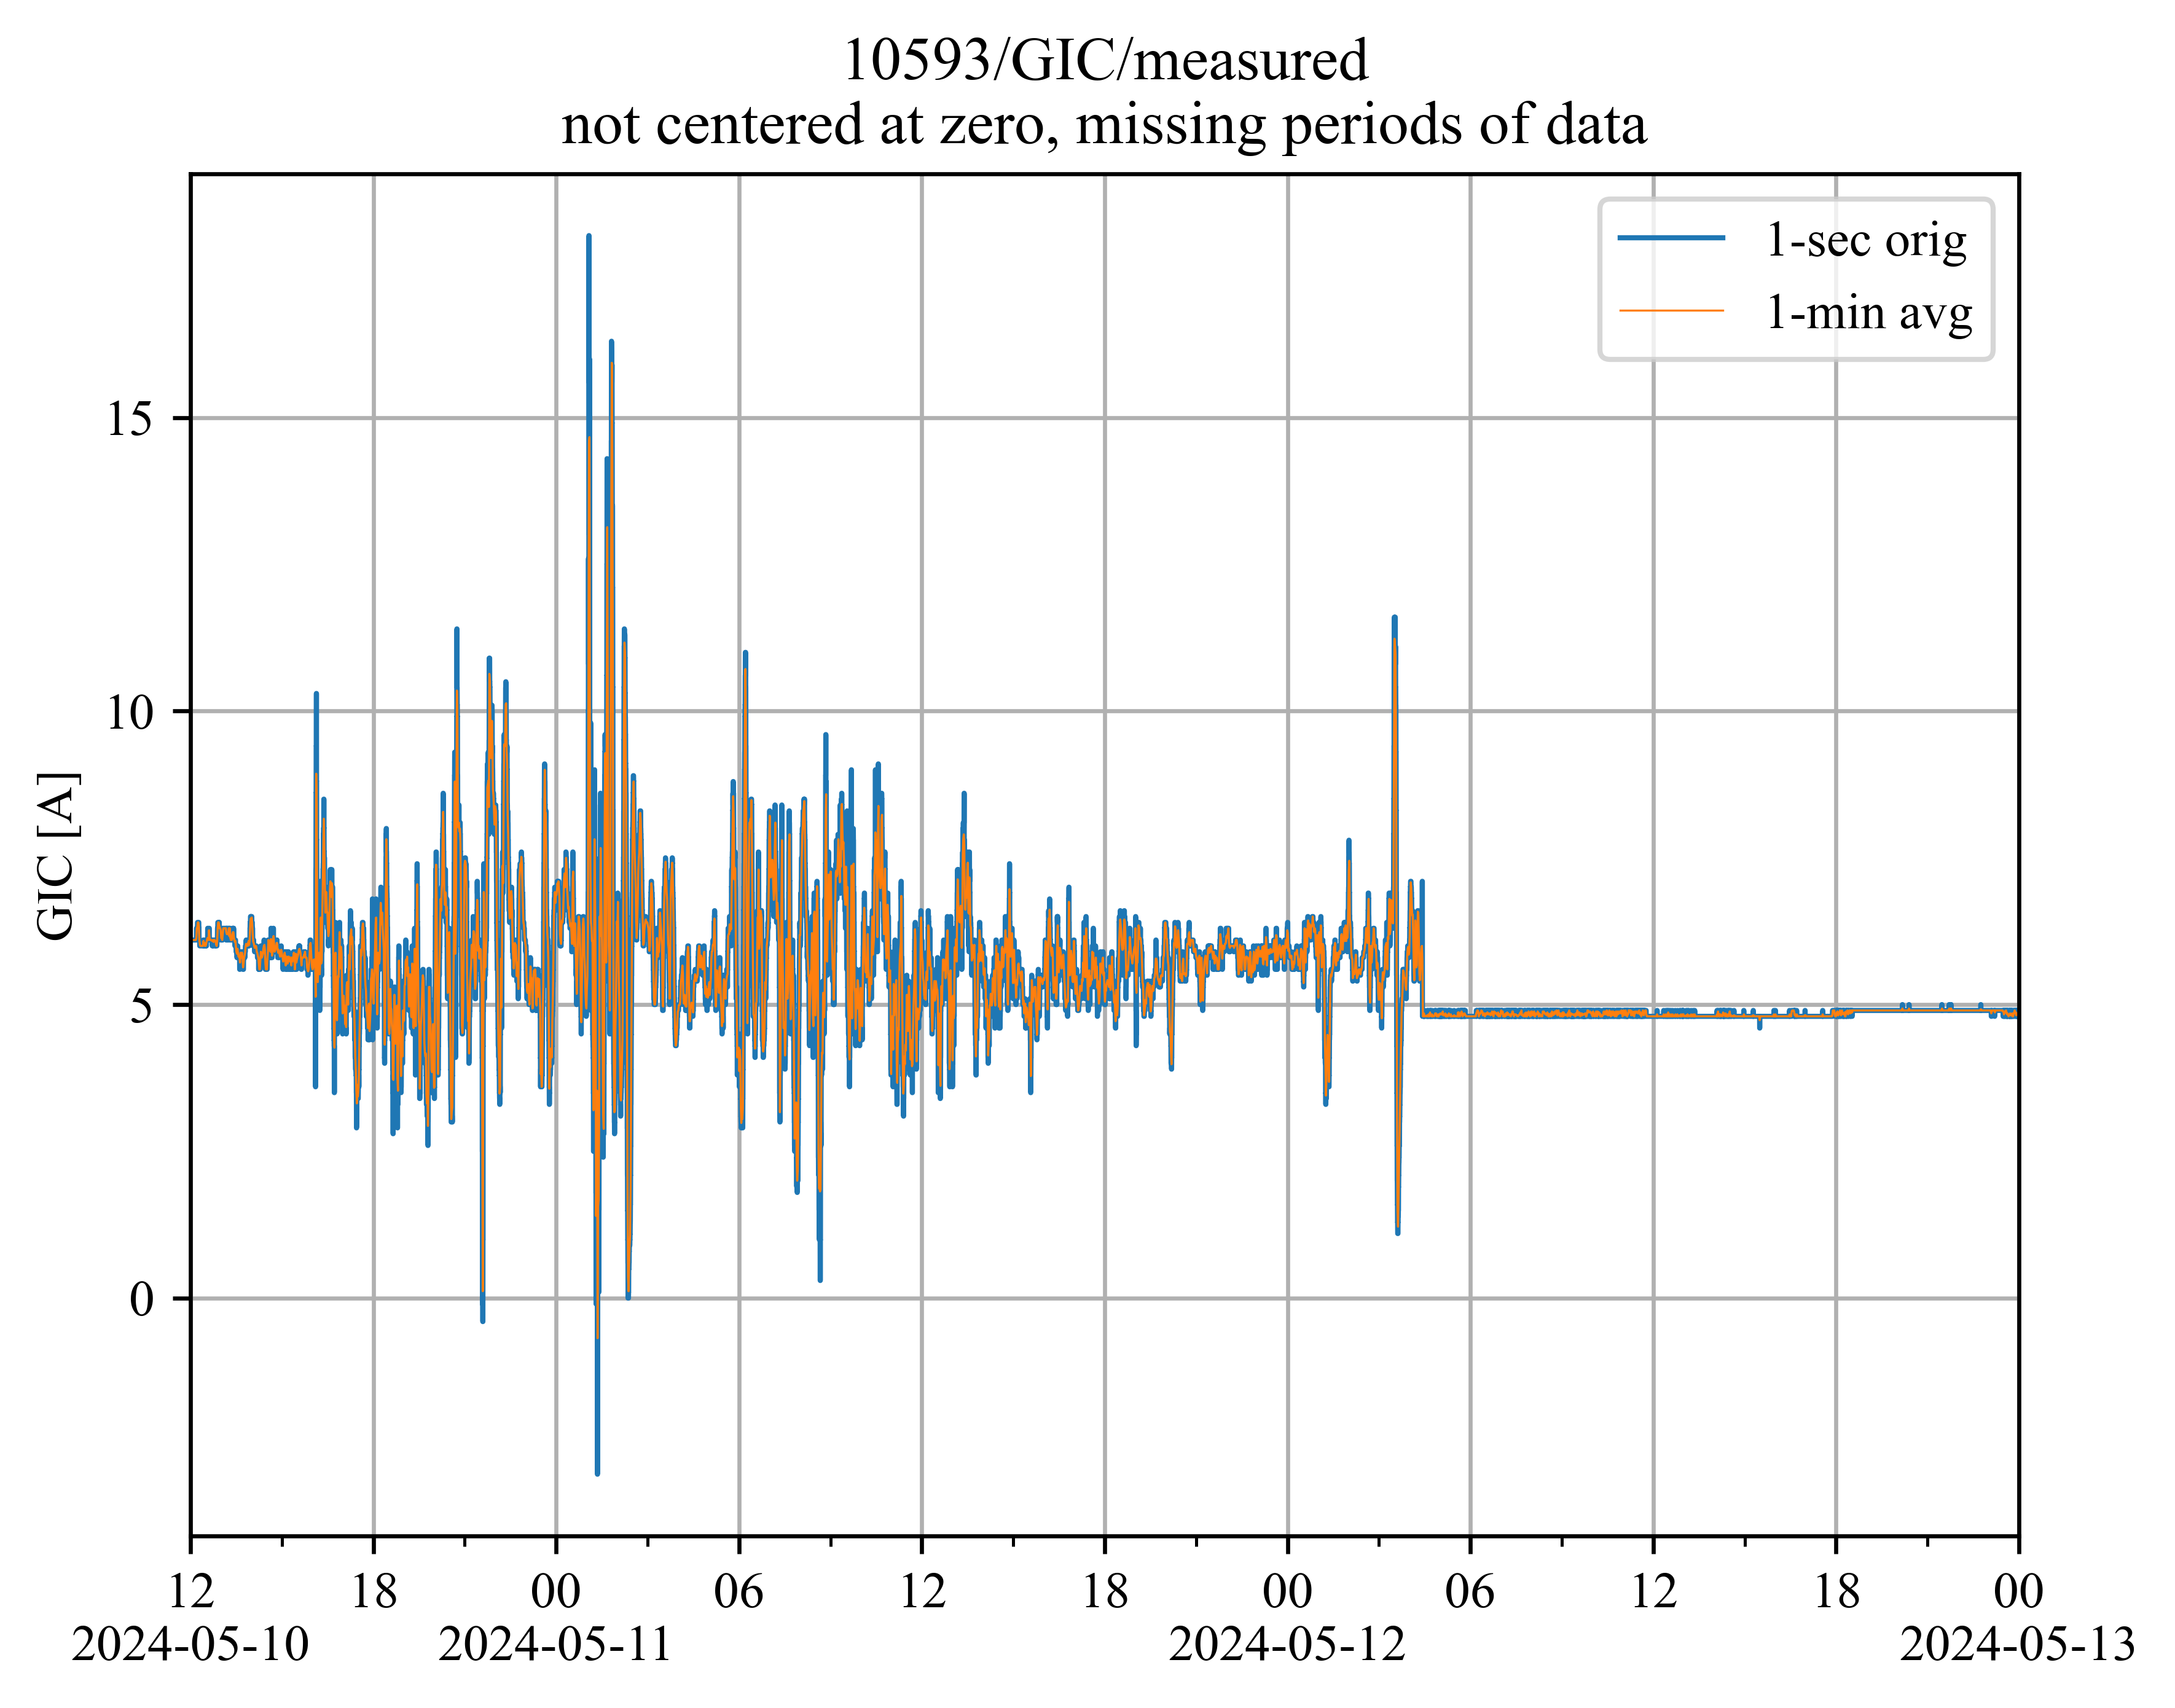 10593/GIC/measured
not centered at zero, missing periods of data
1-sec orig
1-min avg
GIC [A]
15
10
5
0
12 18 00 06 12 18 00 06 12 18 00
2024-05-10 2024-05-11 2024-05-12 2024-05-13